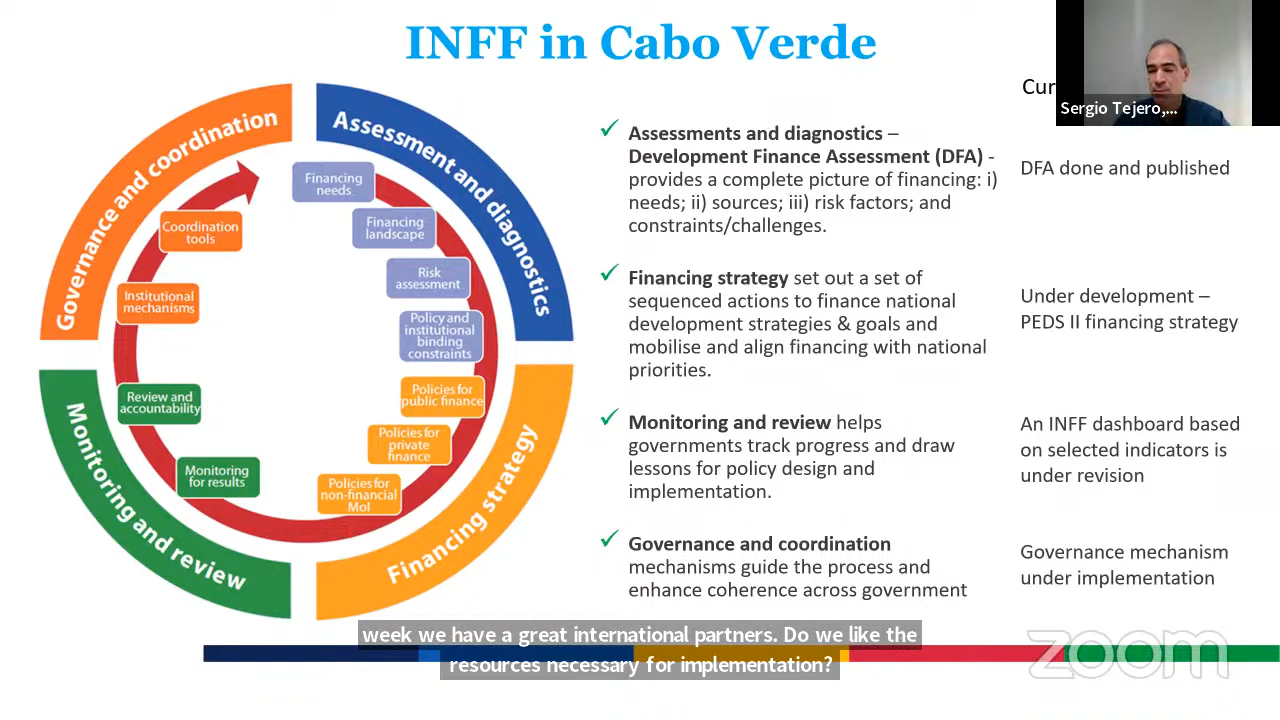 INFF in Cabo Verde
Sergio Tejero,...
Governance and coordination
Assessment and diagnostics
Financing strategy
Monitoring and review
Financing
needs
Financing
landscape
Risk
assessment
Policy and
institutional
binding
constraints
Policies for
public finance
Policies for
private
finance
Policies for
non-financial
MoI
Monitoring
for results
Review and
accountability
Institutional
mechanisms
Coordination
tools
Assessments and diagnostics –
Development Finance Assessment (DFA) -
provides a complete picture of financing: i)
needs; ii) sources; iii) risk factors; and
constraints/challenges.
DFA done and published
Financing strategy set out a set of
sequenced actions to finance national
development strategies & goals and
mobilise and align financing with national
priorities.
Under development –
PEDS II financing strategy
Monitoring and review helps
governments track progress and draw
lessons for policy design and
implementation.
An INFF dashboard based
on selected indicators is
under revision
Governance and coordination
mechanisms guide the process and
enhance coherence across government
Governance mechanism
under implementation
week we have a great international partners. Do we like the
resources necessary for implementation?
zoom